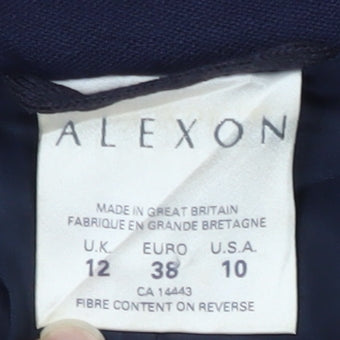 ALEXON
MADE IN GREAT BRITAIN
FABRIQUE EN GRANDE BRETAGNE
U.K. EURO U.S.A.
12 38 10
CA 14443
FIBRE CONTENT ON REVERSE